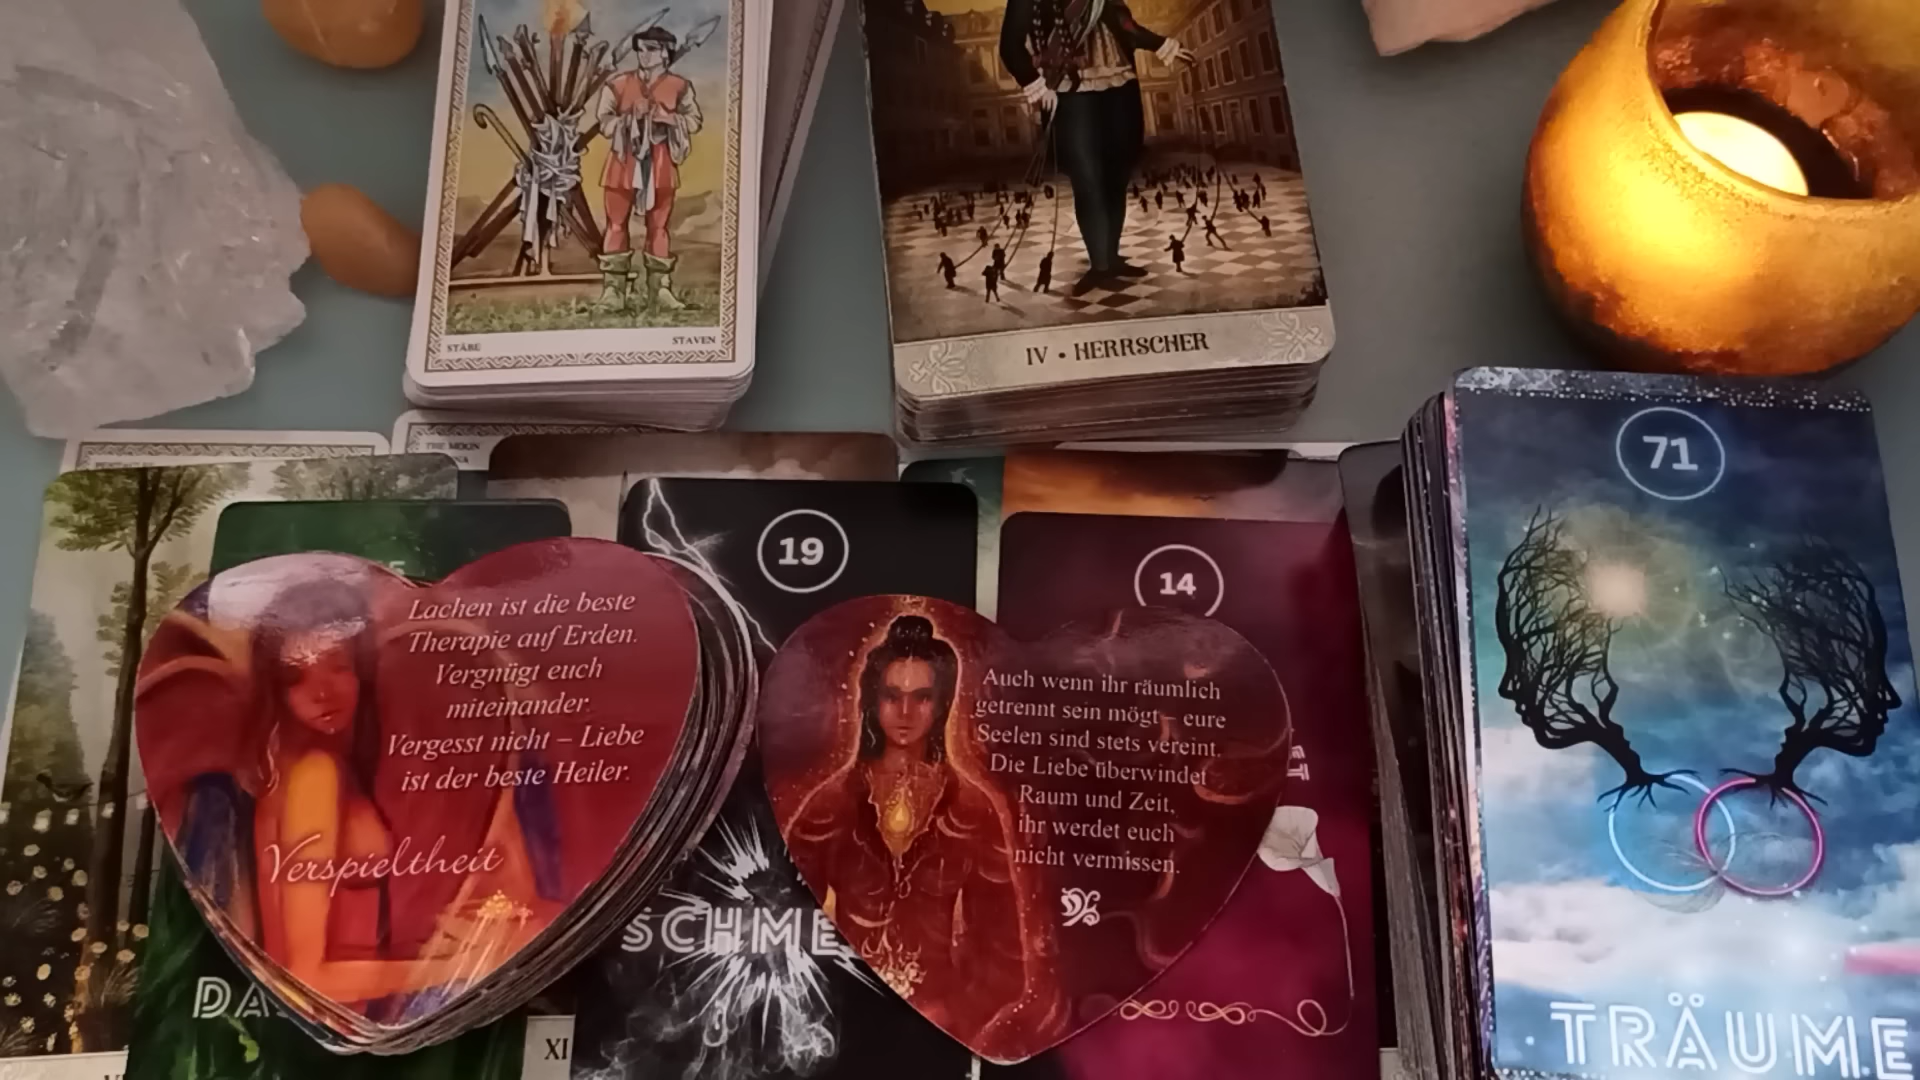 STÄBE
STAVEN
IV • HERRSCHER
THE MOON
71
19
14
Lachen ist die beste
Therapie auf Erden.
Vergnügt euch
miteinander.
Vergesst nicht – Liebe
ist der beste Heiler.
Verspieltheit
Auch wenn ihr räumlich
getrennt sein mögt – eure
Seelen sind stets vereint.
Die Liebe überwindet
Raum und Zeit,
ihr werdet euch
nicht vermissen.
SCHME
DA
XI
TRÄUME